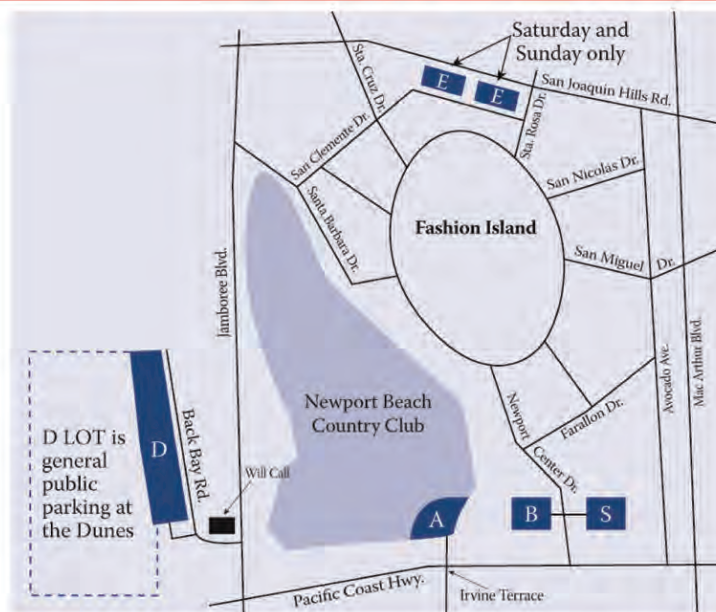 Saturday and
Sunday only
E
E
San Joaquin Hills Rd.
Sta. Cruz Dr.
Sta. Rosa Dr.
San Clemente Dr.
San Nicolas Dr.
Santa Barbara Dr.
Fashion Island
San Miguel Dr.
Jamboree Blvd.
Mac Arthur Blvd.
Avocado Ave.
Newport Beach
Country Club
Newport Center Dr.
Farallon Dr.
D LOT is
general
public
parking at
the Dunes
D
Back Bay Rd.
Will Call
A
B
S
Pacific Coast Hwy.
Irvine Terrace